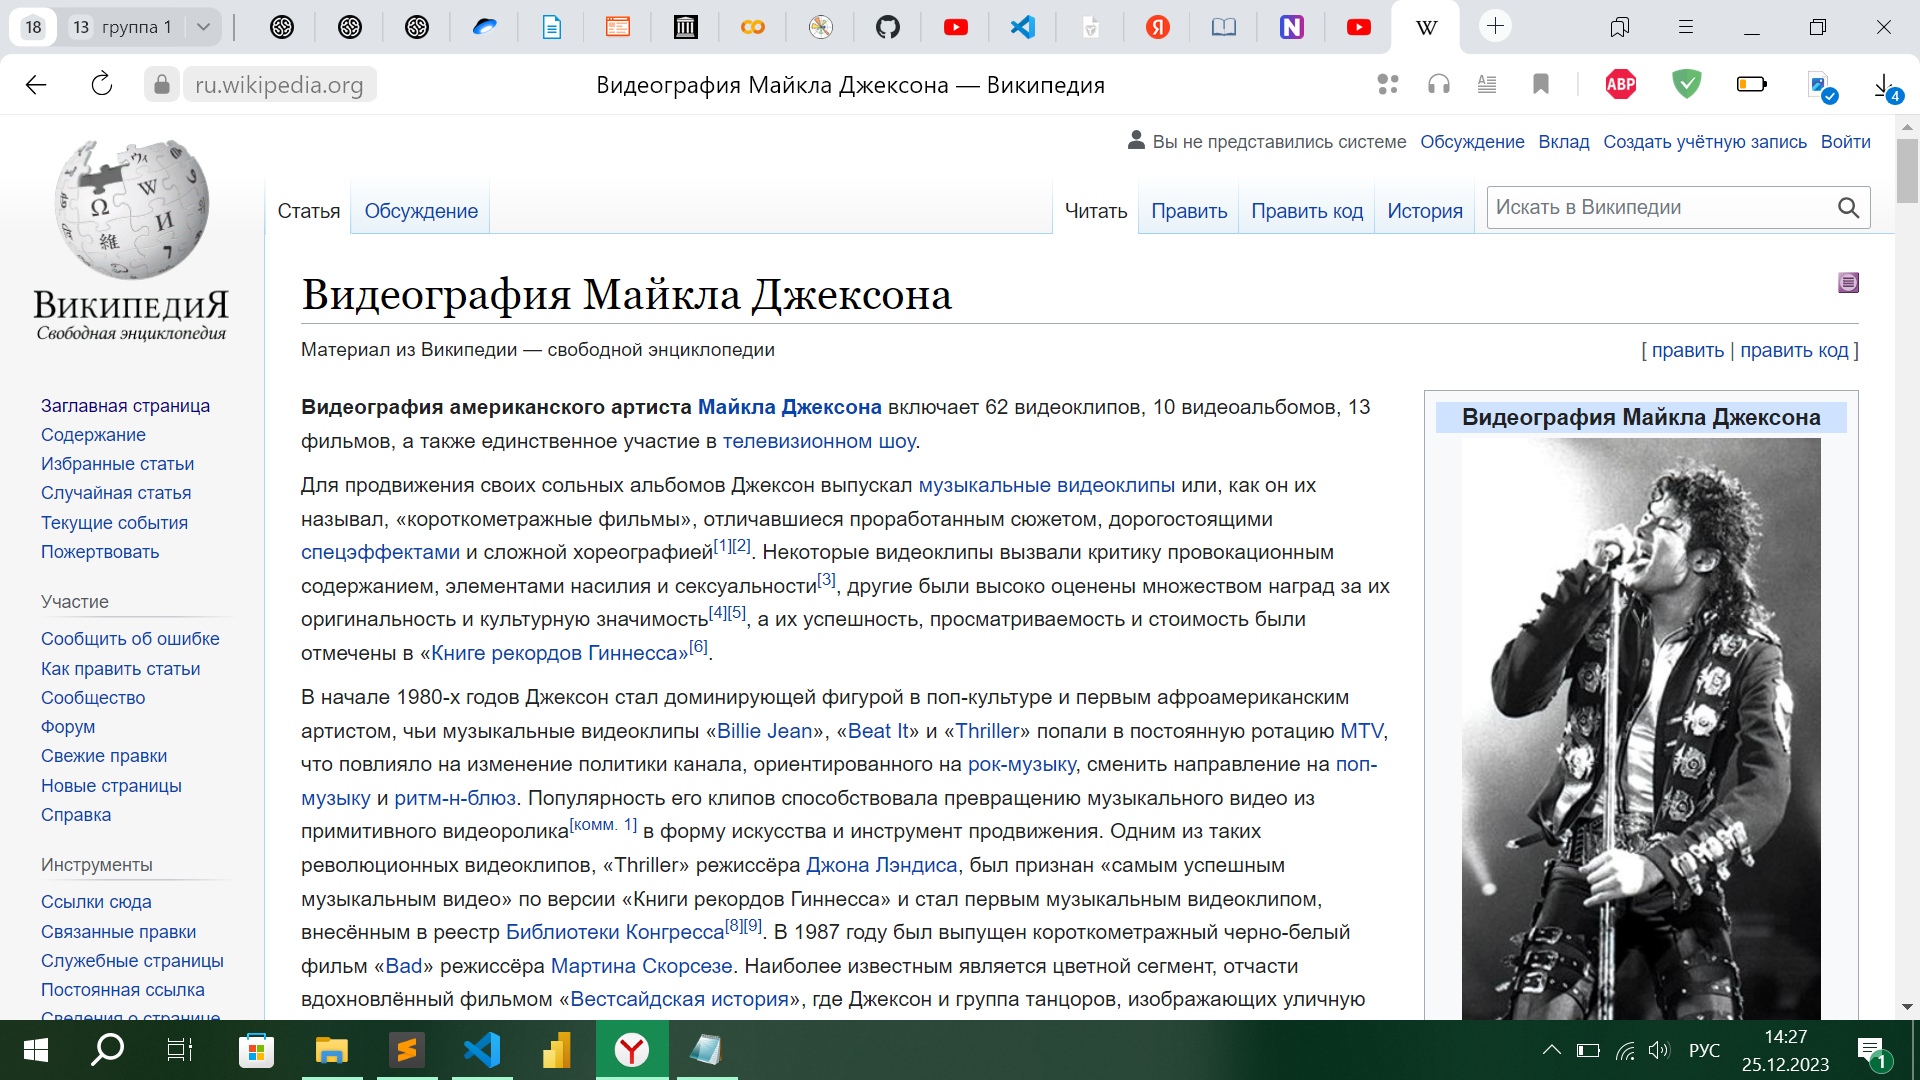 18
13 группа 1
W
ru.wikipedia.org
Видеография Майкла Джексона — Википедия
ABP
4
Вы не представились системе Обсуждение Вклад Создать учётную запись Войти
Статья Обсуждение Читать Править Править код История Искать в Википедии
ВикипедиЯ
Свободная энциклопедия
Видеография Майкла Джексона
Материал из Википедии — свободной энциклопедии
[ править | править код ]
Заглавная страница
Содержание
Избранные статьи
Случайная статья
Текущие события
Пожертвовать
Участие
Сообщить об ошибке
Как править статьи
Сообщество
Форум
Свежие правки
Новые страницы
Справка
Инструменты
Ссылки сюда
Связанные правки
Служебные страницы
Постоянная ссылка
Сведения о странице
Видеография американского артиста Майкла Джексона включает 62 видеоклипов, 10 видеоальбомов, 13
фильмов, а также единственное участие в телевизионном шоу.
Для продвижения своих сольных альбомов Джексон выпускал музыкальные видеоклипы или, как он их
называл, «короткометражные фильмы», отличавшиеся проработанным сюжетом, дорогостоящими
спецэффектами и сложной хореографией[1][2]. Некоторые видеоклипы вызвали критику провокационным
содержанием, элементами насилия и сексуальности[3], другие были высоко оценены множеством наград за их
оригинальность и культурную значимость[4][5], а их успешность, просматриваемость и стоимость были
отмечены в «Книге рекордов Гиннесса»[6].
В начале 1980-х годов Джексон стал доминирующей фигурой в поп-культуре и первым афроамериканским
артистом, чьи музыкальные видеоклипы «Billie Jean», «Beat It» и «Thriller» попали в постоянную ротацию MTV,
что повлияло на изменение политики канала, ориентированного на рок-музыку, сменить направление на поп-
музыку и ритм-н-блюз. Популярность его клипов способствовала превращению музыкального видео из
примитивного видеоролика[комм. 1] в форму искусства и инструмент продвижения. Одним из таких
революционных видеоклипов, «Thriller» режиссёра Джона Лэндиса, был признан «самым успешным
музыкальным видео» по версии «Книги рекордов Гиннесса» и стал первым музыкальным видеоклипом,
внесённым в реестр Библиотеки Конгресса[8][9]. В 1987 году был выпущен короткометражный черно-белый
фильм «Bad» режиссёра Мартина Скорсезе. Наиболее известным является цветной сегмент, отчасти
вдохновлённый фильмом «Вестсайдская история», где Джексон и группа танцоров, изображающих уличную
Видеография Майкла Джексона
РУС
14:27
25.12.2023
1